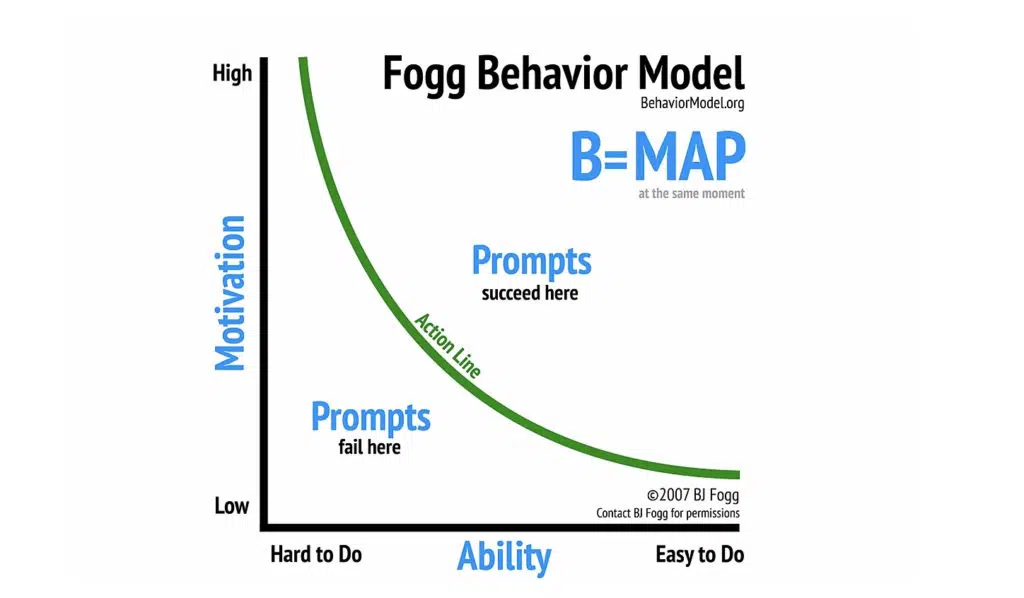 Fogg Behavior Model
BehaviorModel.org
B=MAP
at the same moment
High
Motivation
Low
Prompts
succeed here
Action Line
Prompts
fail here
©2007 BJ Fogg
Contact BJ Fogg for permissions
Hard to Do
Ability
Easy to Do